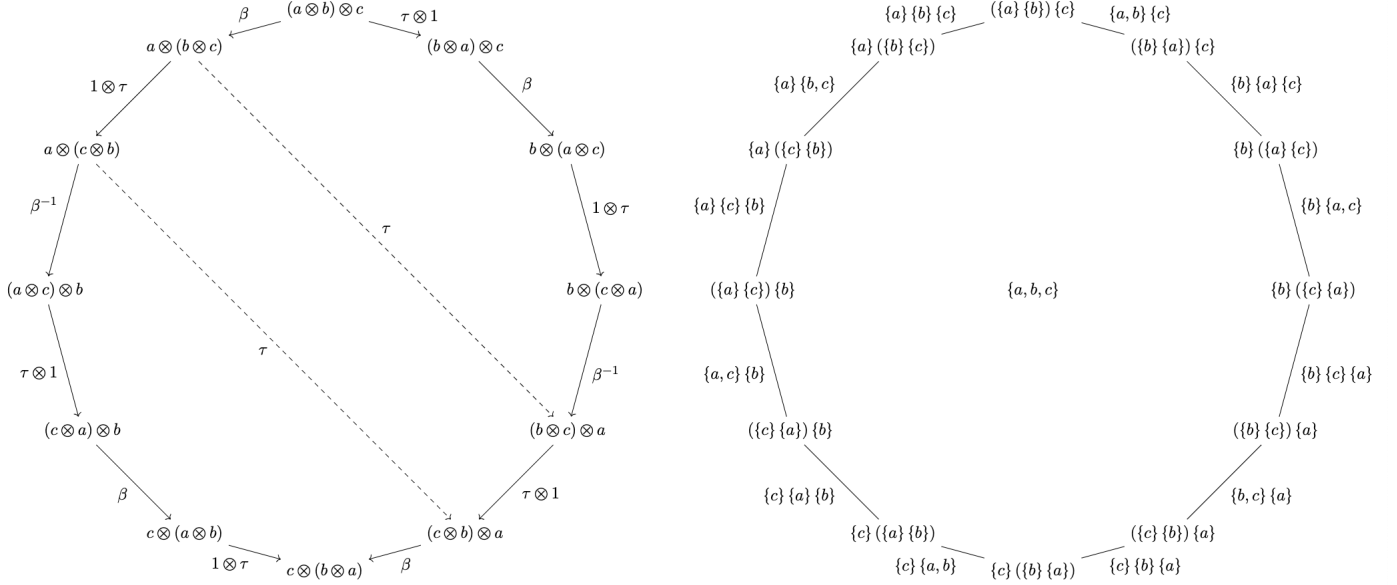 β (a ⊗ b) ⊗ c τ ⊗ 1
a ⊗ (b ⊗ c) (b ⊗ a) ⊗ c
1 ⊗ τ β
a ⊗ (c ⊗ b) b ⊗ (a ⊗ c)
β⁻¹ 1 ⊗ τ
τ
(a ⊗ c) ⊗ b b ⊗ (c ⊗ a)
τ
τ ⊗ 1 β⁻¹
(c ⊗ a) ⊗ b (b ⊗ c) ⊗ a
β τ ⊗ 1
c ⊗ (a ⊗ b) (c ⊗ b) ⊗ a
1 ⊗ τ c ⊗ (b ⊗ a) β
{a} {b} {c} ({a} {b}) {c} {a, b} {c}
{a} ({b} {c}) ({b} {a}) {c}
{a} {b, c} {b} {a} {c}
{a} ({c} {b}) {b} ({a} {c})
{a} {c} {b} {b} {a, c}
({a} {c}) {b} {a, b, c} {b} ({c} {a})
{a, c} {b} {b} {c} {a}
({c} {a}) {b} ({b} {c}) {a}
{c} {a} {b} {b, c} {a}
{c} ({a} {b}) ({c} {b}) {a}
{c} {a, b} {c} ({b} {a}) {c} {b} {a}